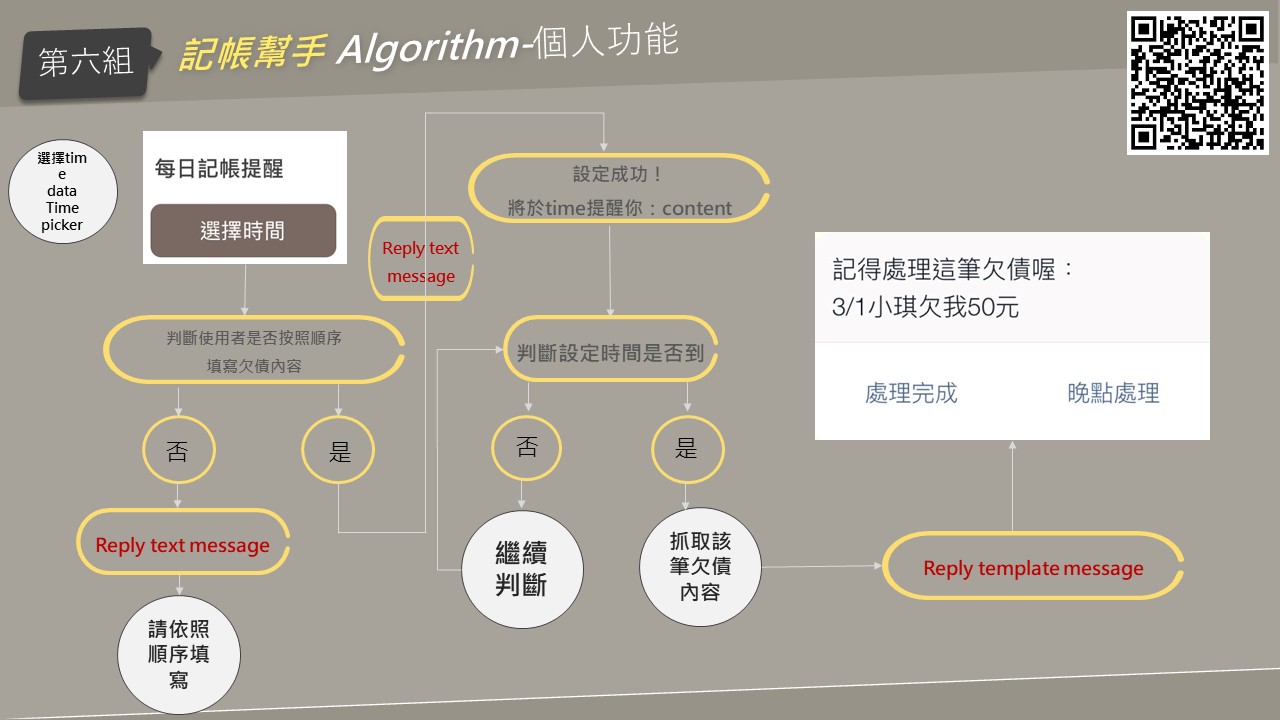 第六組
記帳幫手 Algorithm-個人功能
選擇tim
e
data
Time
picker
每日記帳提醒
選擇時間
判斷使用者是否按照順序
填寫欠債內容
否
是
Reply text message
請依照
順序填
寫
Reply text
message
設定成功！
將於time提醒你：content
判斷設定時間是否到
否
是
繼續
判斷
抓取該
筆欠債
內容
Reply template message
記得處理這筆欠債喔：
3/1小琪欠我50元
處理完成
晚點處理